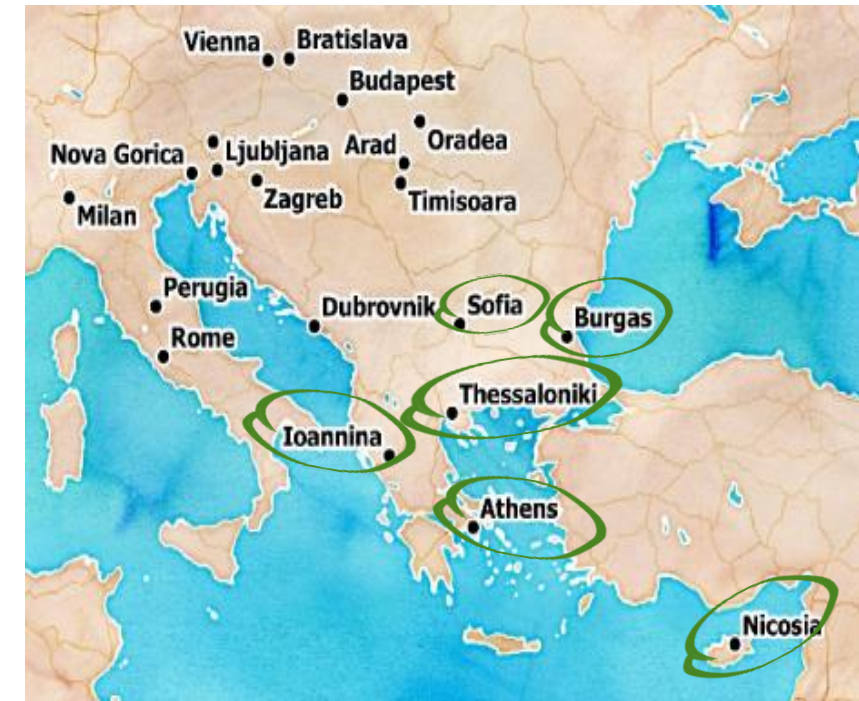 Vienna
Bratislava
Budapest
Oradea
Arad
Nova Gorica
Ljubljana
Zagreb
Timisoara
Milan
Perugia
Dubrovnik
Sofia
Burgas
Rome
Thessaloniki
Ioannina
Athens
Nicosia